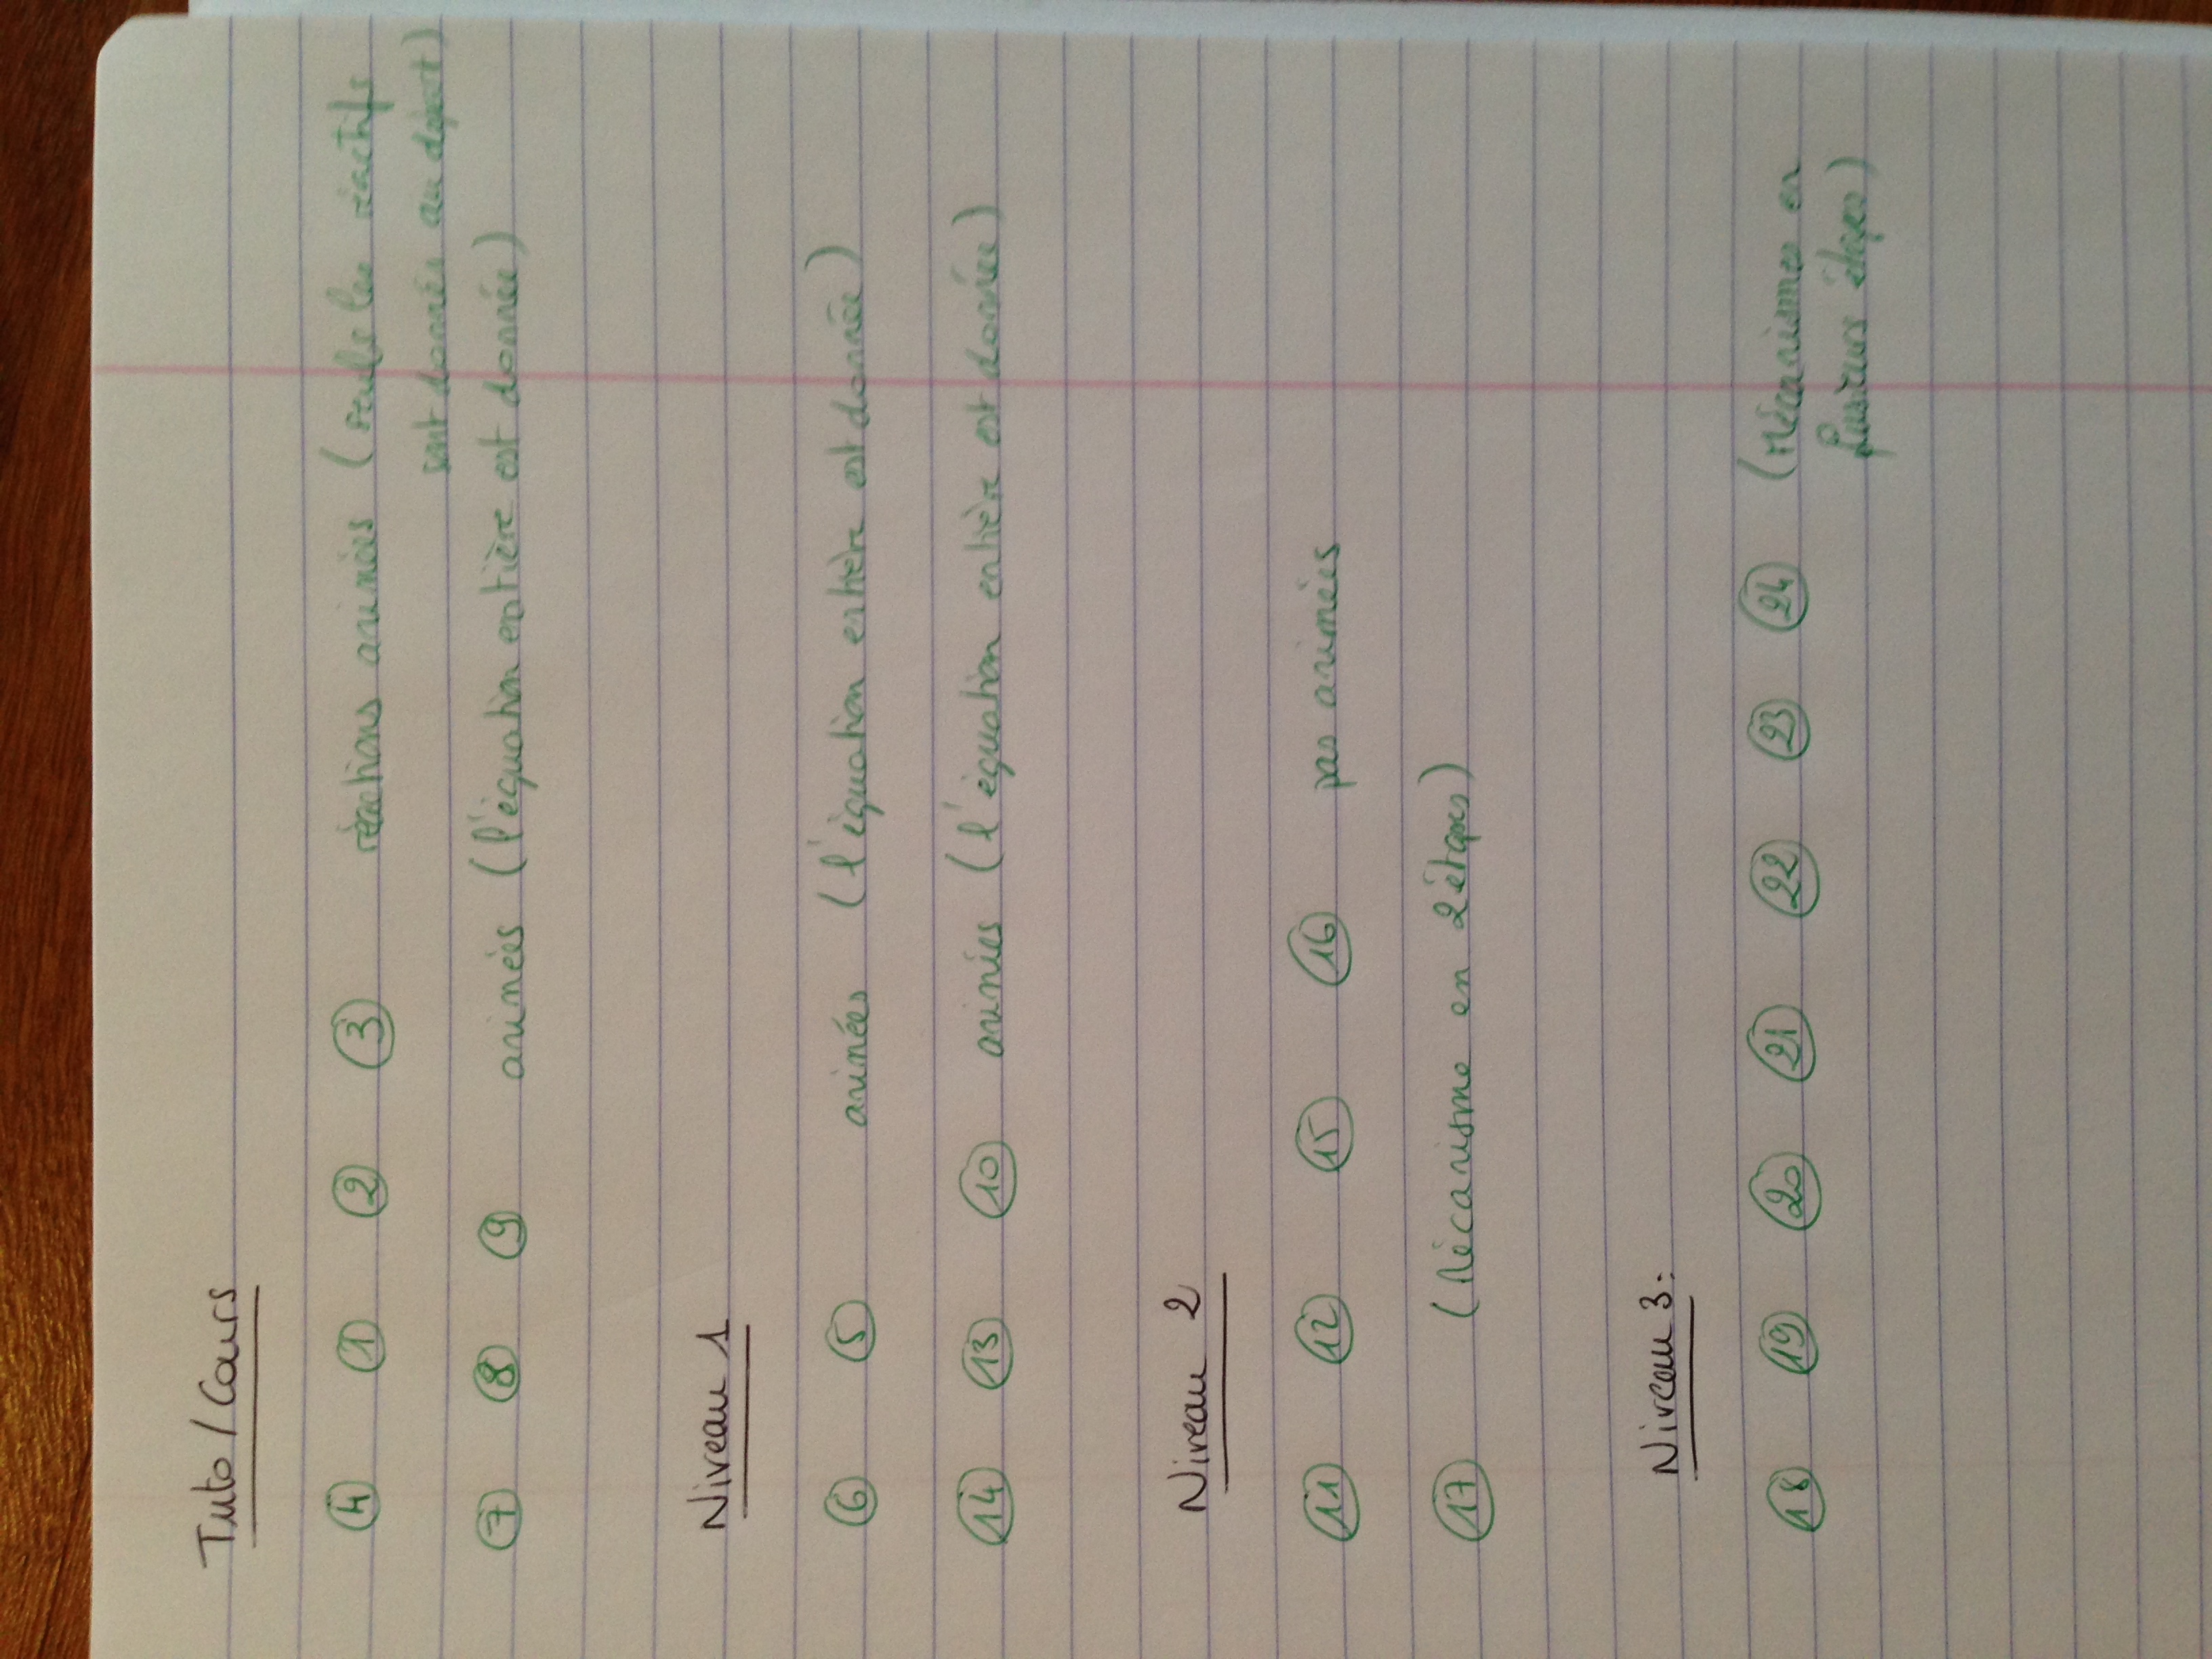 Tuto / Cours
④ ① ② ③ réactions animées (seuls les réactifs
sont donnés au départ)
⑦ ⑧ ⑨ animées (l'équation entière est donnée)
Niveau 1
⑥ ⑤ animées (l'équation entière est donnée)
⑭ ⑬ ⑩ animées (l'équation entière est donnée)
Niveau 2
⑪ ⑫ ⑮ ⑯ pas animées
⑰ (Mécanisme en 2 étapes)
Niveau 3:
⑱ ⑲ ⑳ ㉑ ㉒ ㉓ ㉔ (Mécanismes en
plusieurs étapes)